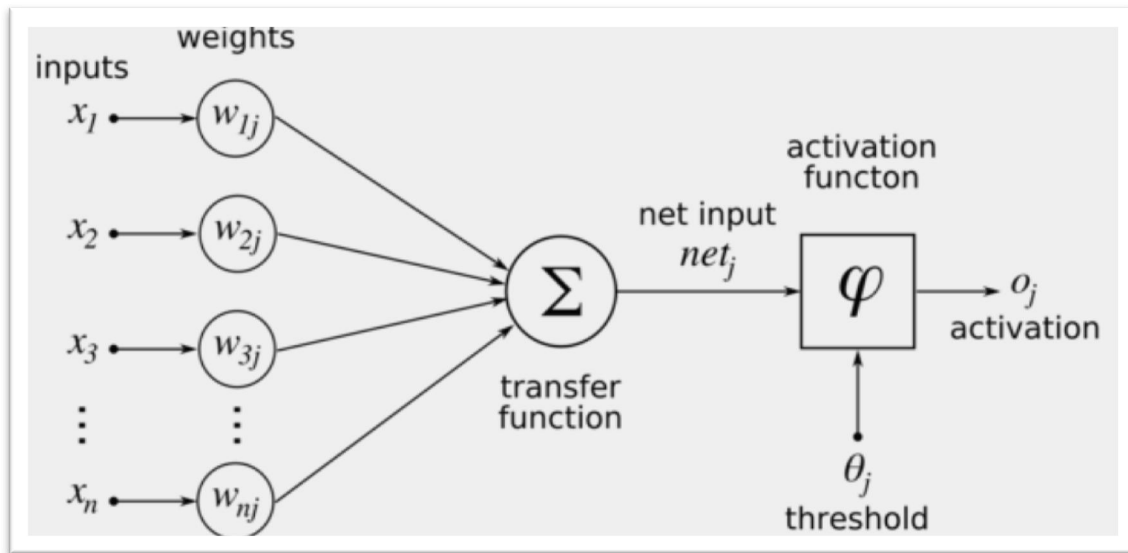 weights
inputs
x₁
w₁ⱼ
x₂
w₂ⱼ
x₃
w₃ⱼ
⋮
⋮
xₙ
wₙⱼ
Σ
transfer
function
net input
netⱼ
activation
functon
φ
oⱼ
activation
θⱼ
threshold